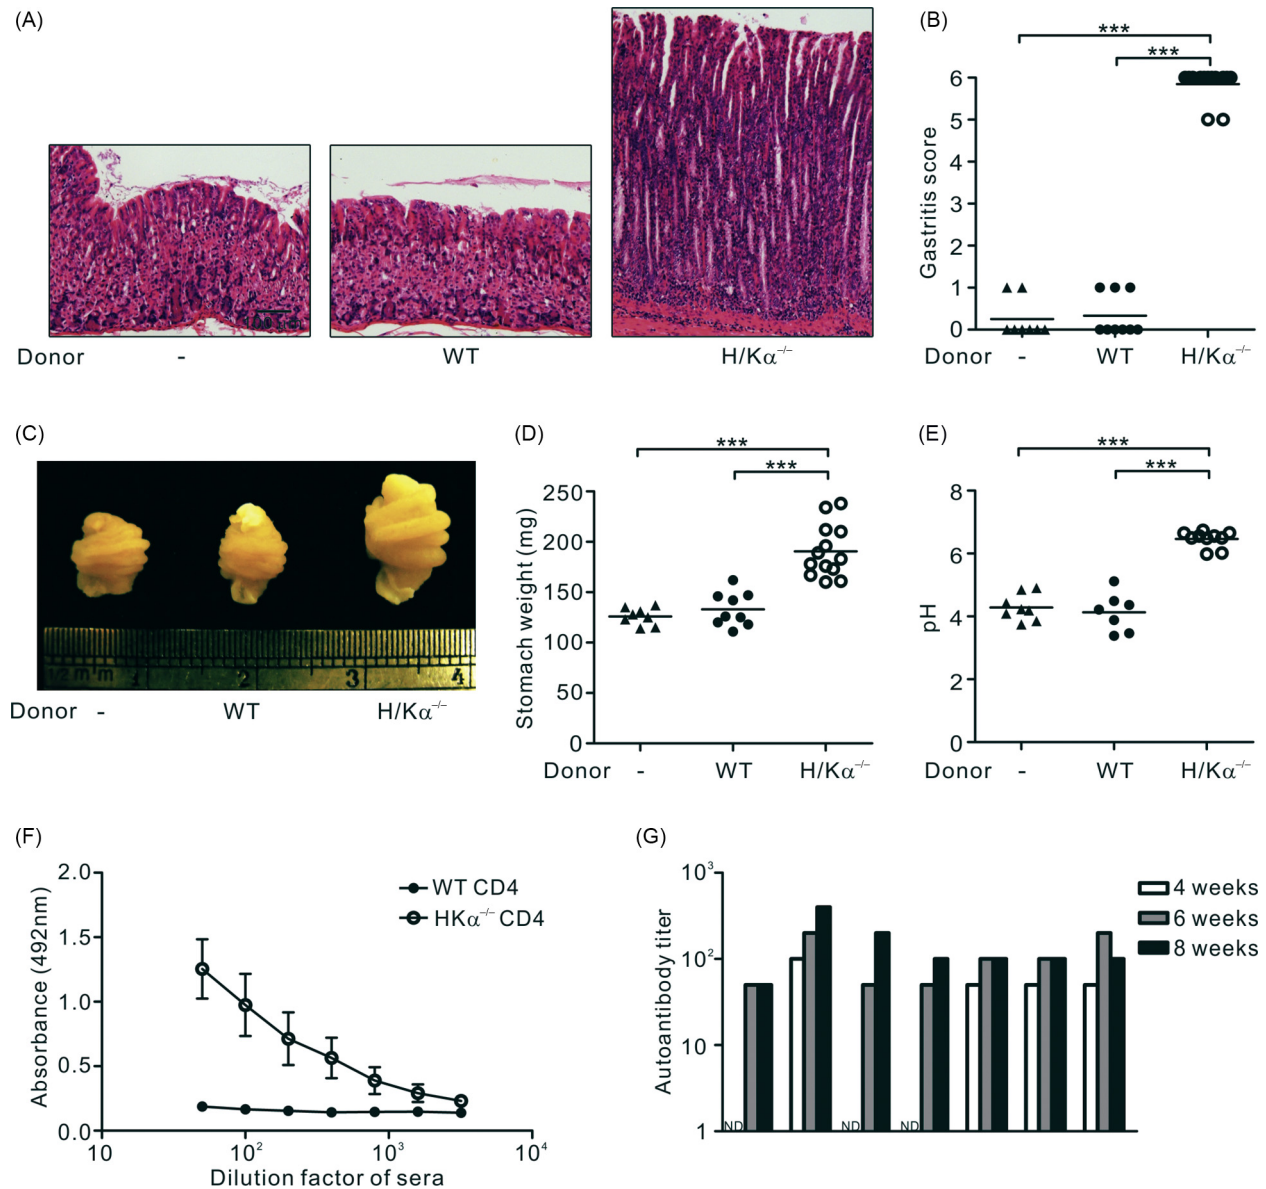 (A)
Donor - WT H/Kα⁻/⁻
(B)
***
***
Gastritis score
6
5
4
3
2
1
0
Donor - WT H/Kα⁻/⁻
(C)
1/2 m m 1 2 3 4
Donor - WT H/Kα⁻/⁻
(D)
***
***
Stomach weight (mg)
250
200
150
100
50
0
Donor - WT H/Kα⁻/⁻
(E)
***
***
pH
8
6
4
2
0
Donor - WT H/Kα⁻/⁻
(F)
Absorbance (492nm)
2.0
1.5
1.0
0.5
0.0
10 10² 10³ 10⁴
Dilution factor of sera
WT CD4
HKα⁻/⁻ CD4
(G)
Autoantibody titer
10³
10²
10
1
ND ND ND
4 weeks
6 weeks
8 weeks